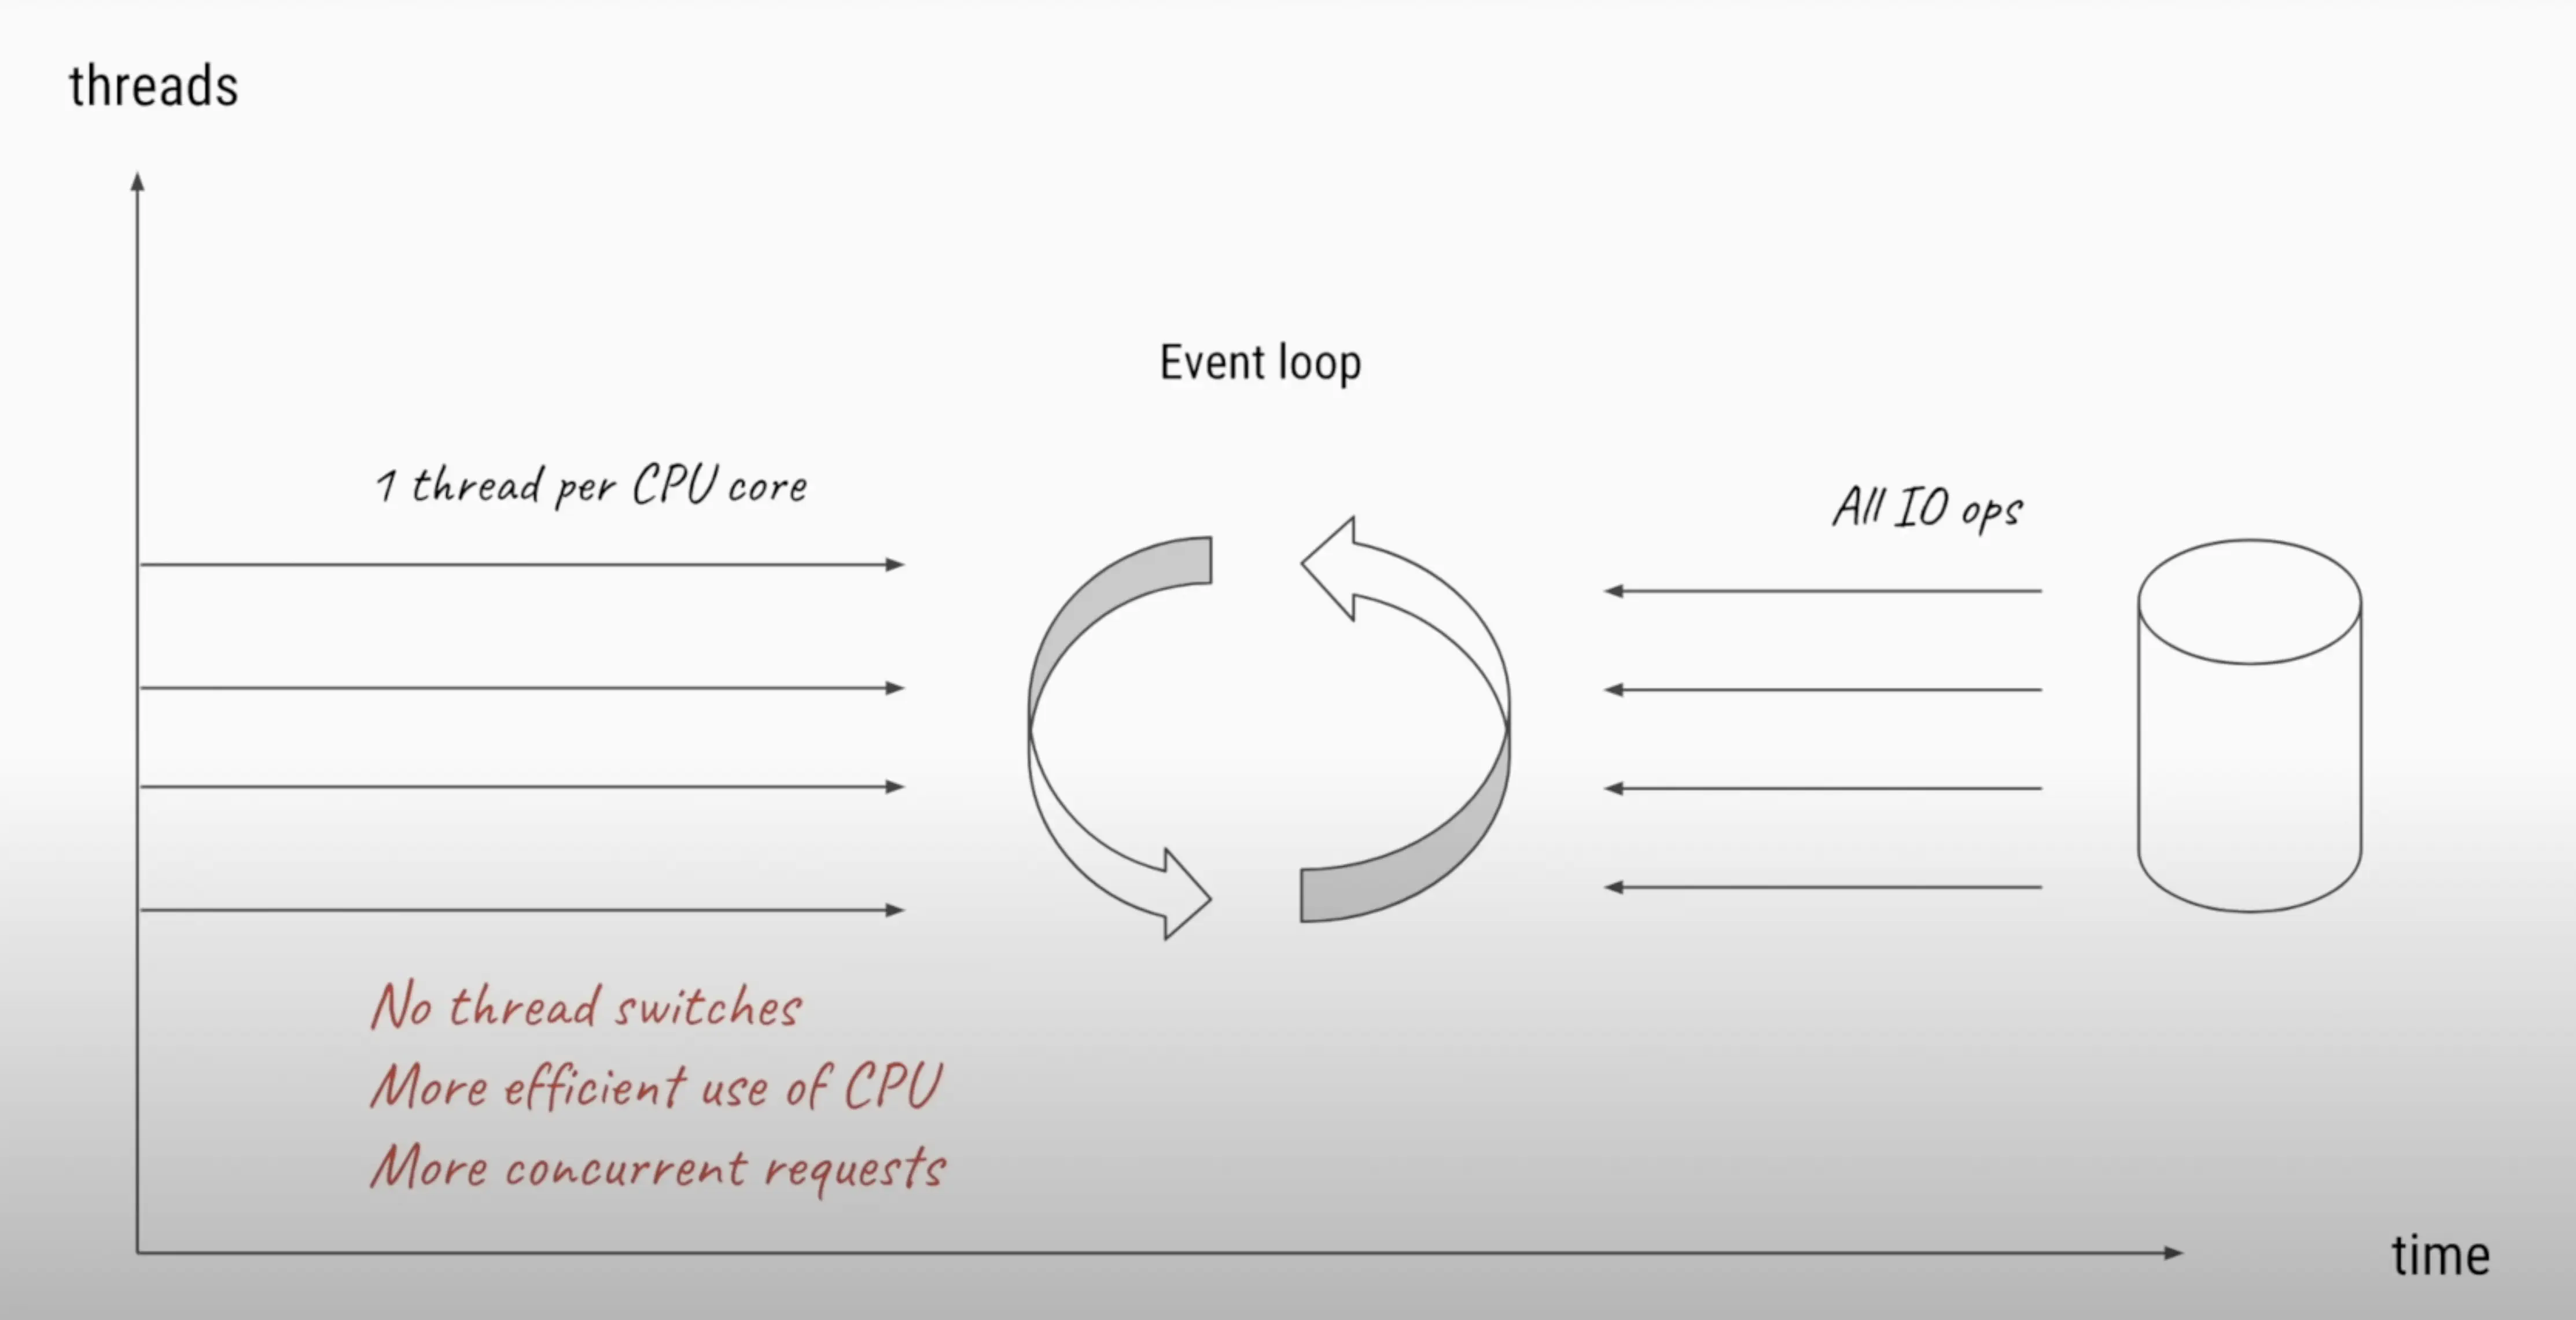 threads
Event loop
1 thread per CPU core
All IO ops
No thread switches
More efficient use of CPU
More concurrent requests
time